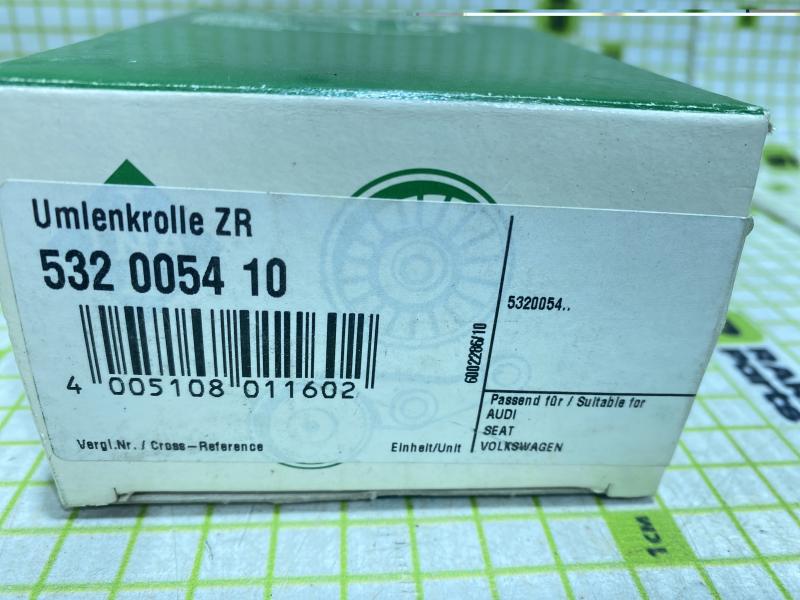 Umlenkrolle ZR
532 0054 10
4 005108 011602
Vergl.Nr. / Cross-Reference
Einheit/Unit
6002286/10
5320054..
Passend für / Suitable for
AUDI
SEAT
VOLKSWAGEN
1CM